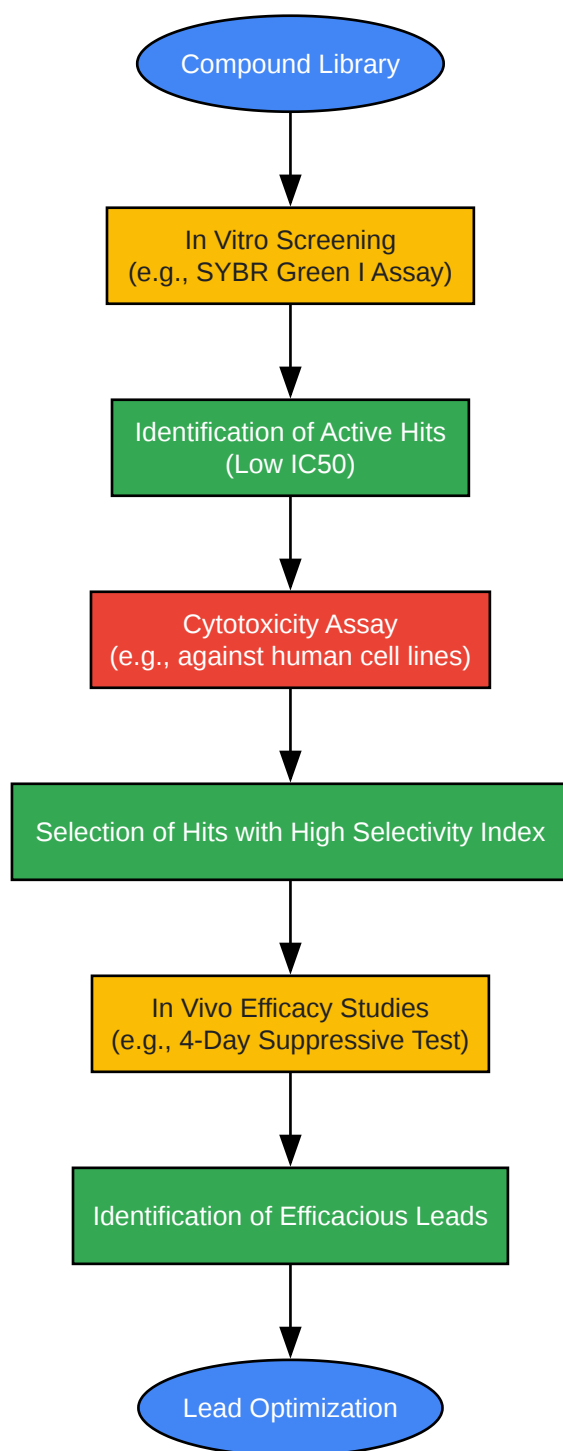 Compound Library
In Vitro Screening
(e.g., SYBR Green I Assay)
Identification of Active Hits
(Low IC50)
Cytotoxicity Assay
(e.g., against human cell lines)
Selection of Hits with High Selectivity Index
In Vivo Efficacy Studies
(e.g., 4-Day Suppressive Test)
Identification of Efficacious Leads
Lead Optimization